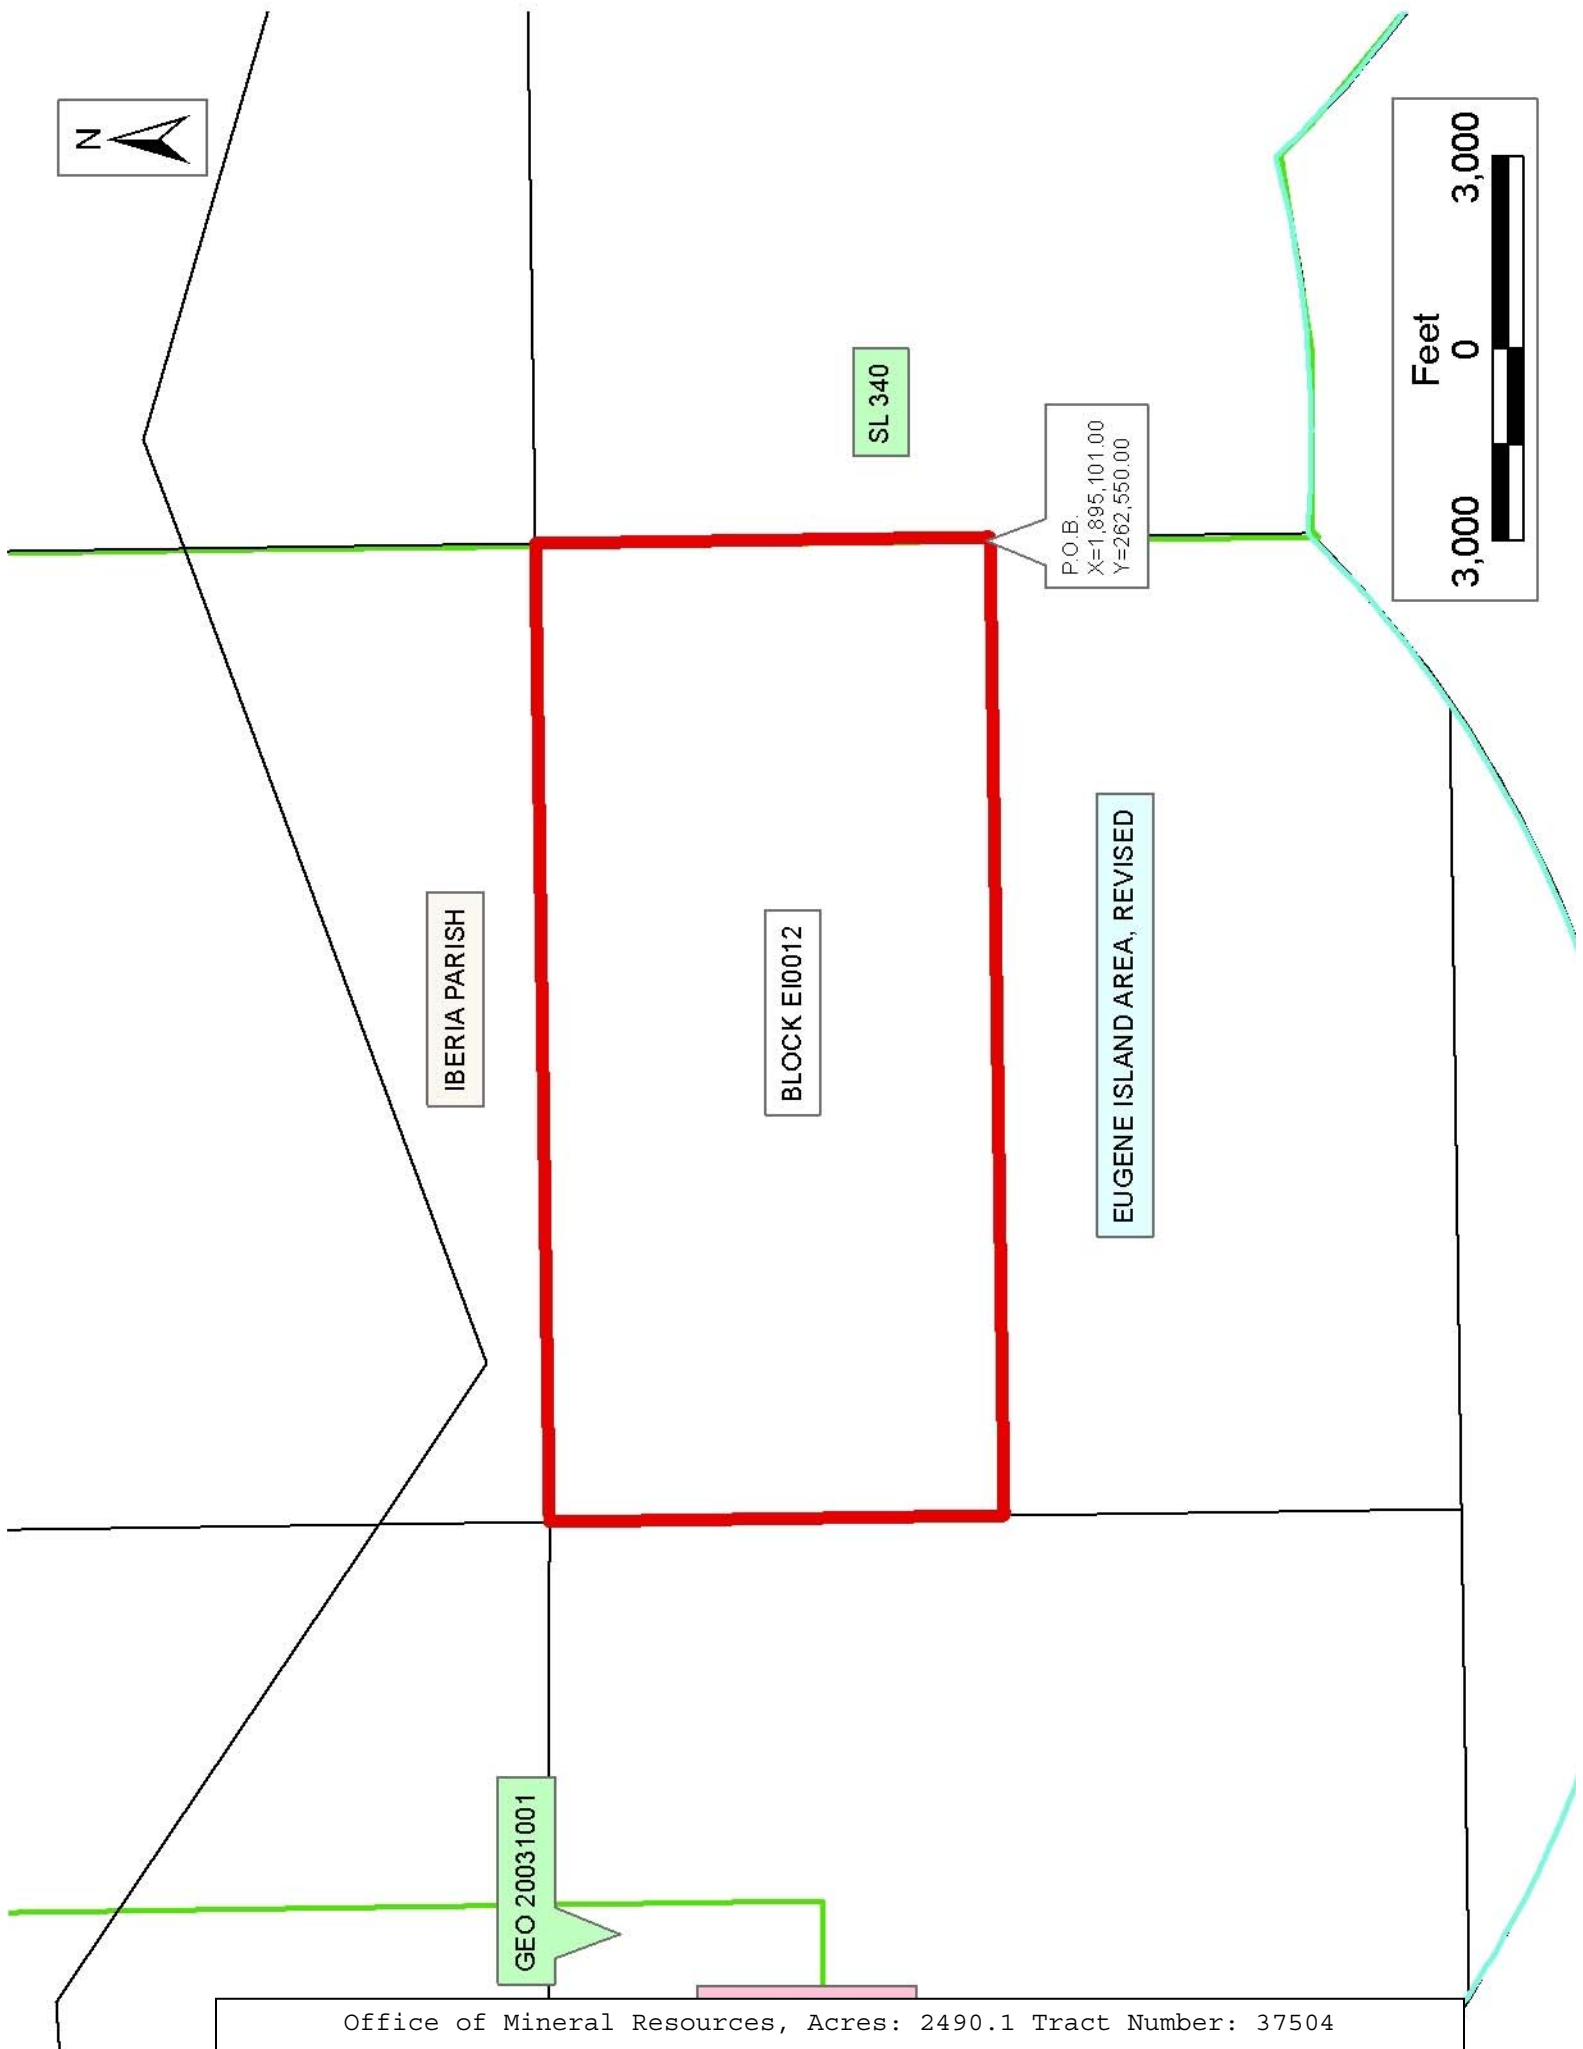 N
IBERIA PARISH
GEO 20031001
BLOCK EI0012
SL 340
P.O.B.
X=1,895,101.00
Y=262,550.00
EUGENE ISLAND AREA, REVISED
Feet
3,000 0 3,000
Office of Mineral Resources, Acres: 2490.1 Tract Number: 37504